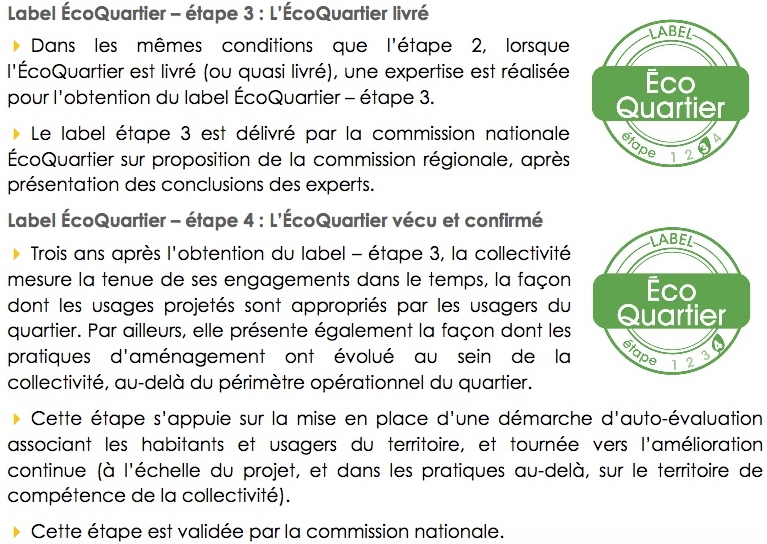 Label ÉcoQuartier – étape 3 : L'ÉcoQuartier livré
Dans les mêmes conditions que l'étape 2, lorsque
l'ÉcoQuartier est livré (ou quasi livré), une expertise est réalisée
pour l'obtention du label ÉcoQuartier – étape 3.
Le label étape 3 est délivré par la commission nationale
ÉcoQuartier sur proposition de la commission régionale, après
présentation des conclusions des experts.
LABEL
Éco
Quartier
étape 1 2 3 4
Label ÉcoQuartier – étape 4 : L'ÉcoQuartier vécu et confirmé
Trois ans après l'obtention du label – étape 3, la collectivité
mesure la tenue de ses engagements dans le temps, la façon
dont les usages projetés sont appropriés par les usagers du
quartier. Par ailleurs, elle présente également la façon dont les
pratiques d'aménagement ont évolué au sein de la
collectivité, au-delà du périmètre opérationnel du quartier.
LABEL
Éco
Quartier
étape 1 2 3 4
Cette étape s'appuie sur la mise en place d'une démarche d'auto-évaluation
associant les habitants et usagers du territoire, et tournée vers l'amélioration
continue (à l'échelle du projet, et dans les pratiques au-delà, sur le territoire de
compétence de la collectivité).
Cette étape est validée par la commission nationale.